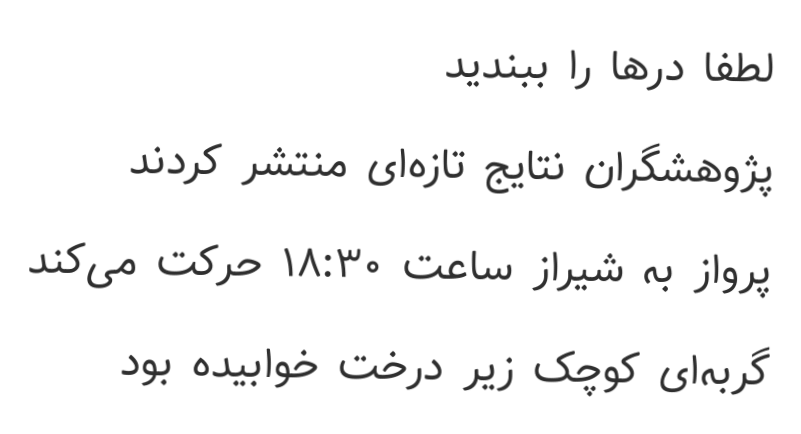 لطفا درها را ببندید
پژوهشگران نتایج تازه‌ای منتشر کردند
پرواز به شیراز ساعت ۱۸:۳۰ حرکت می‌کند
گربه‌ای کوچک زیر درخت خوابیده بود